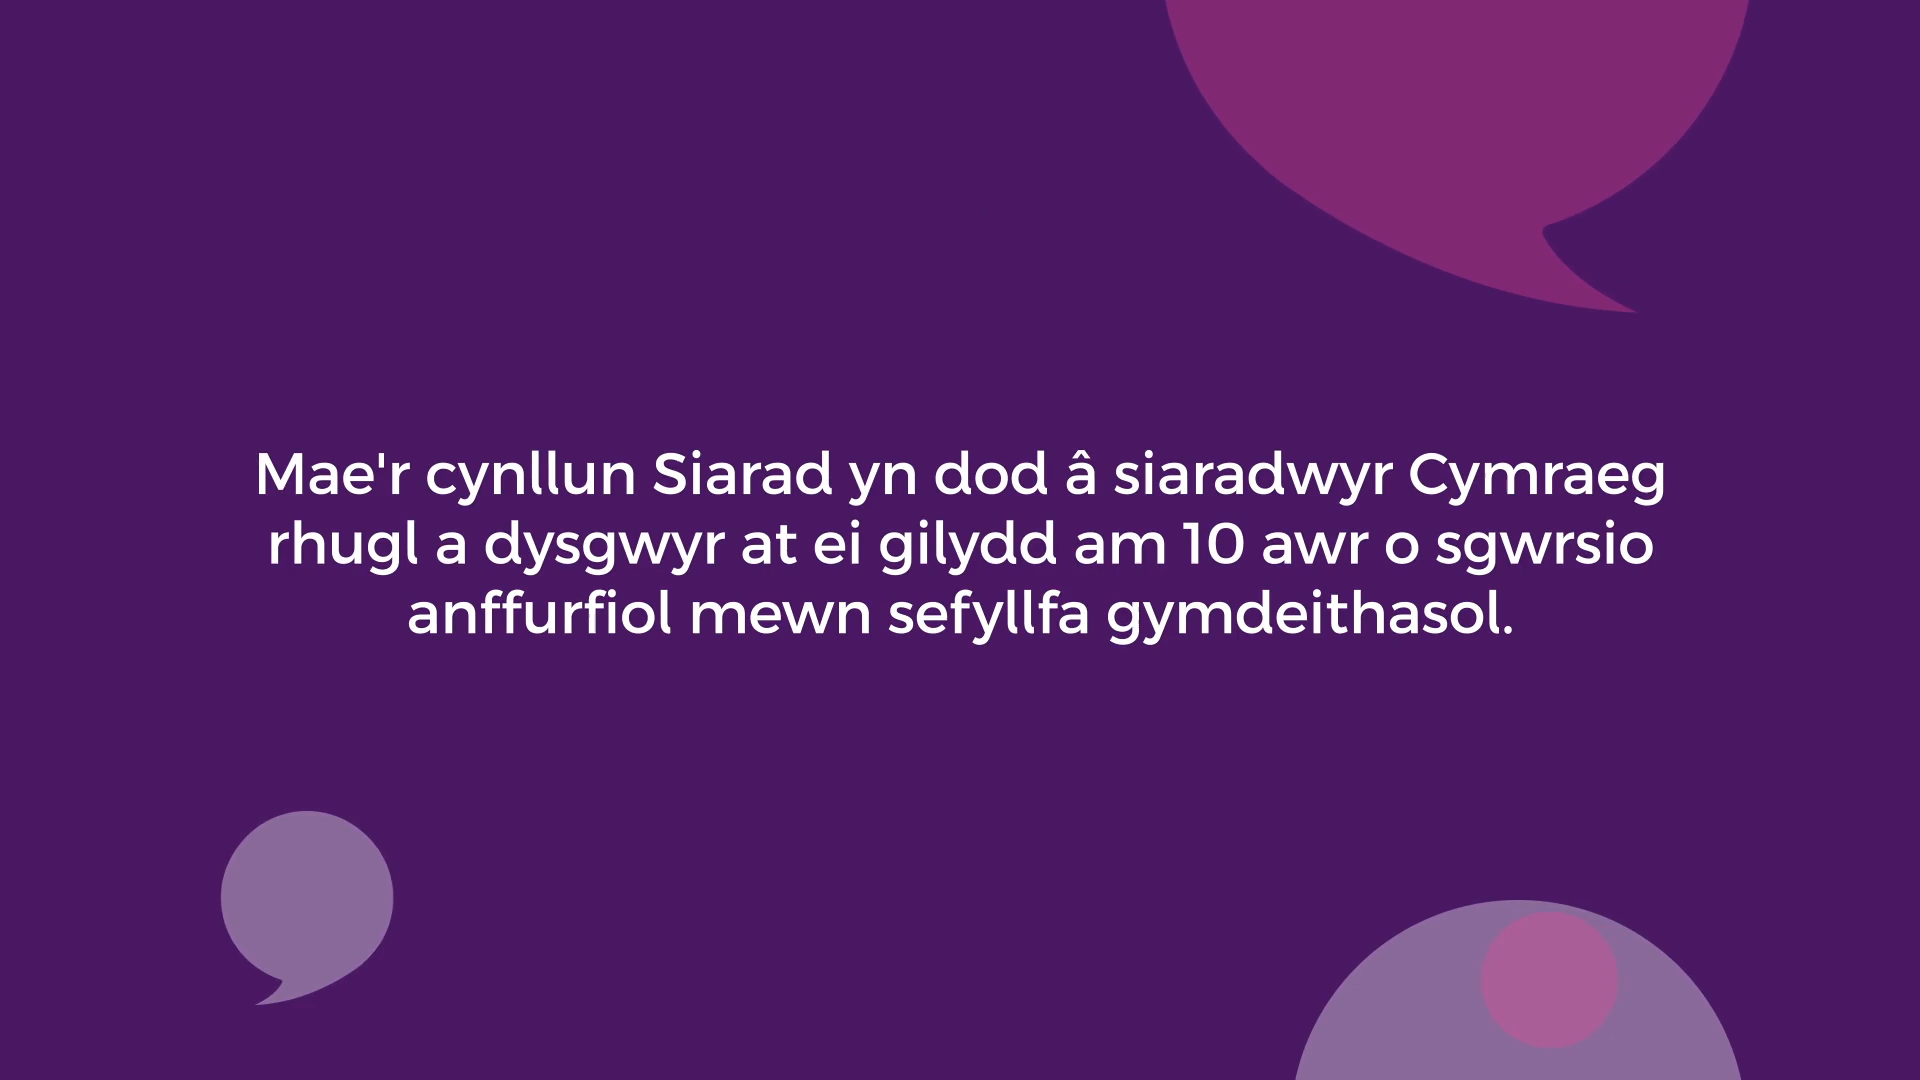 Mae'r cynllun Siarad yn dod â siaradwyr Cymraeg
rhugl a dysgwyr at ei gilydd am 10 awr o sgwrsio
anffurfiol mewn sefyllfa gymdeithasol.